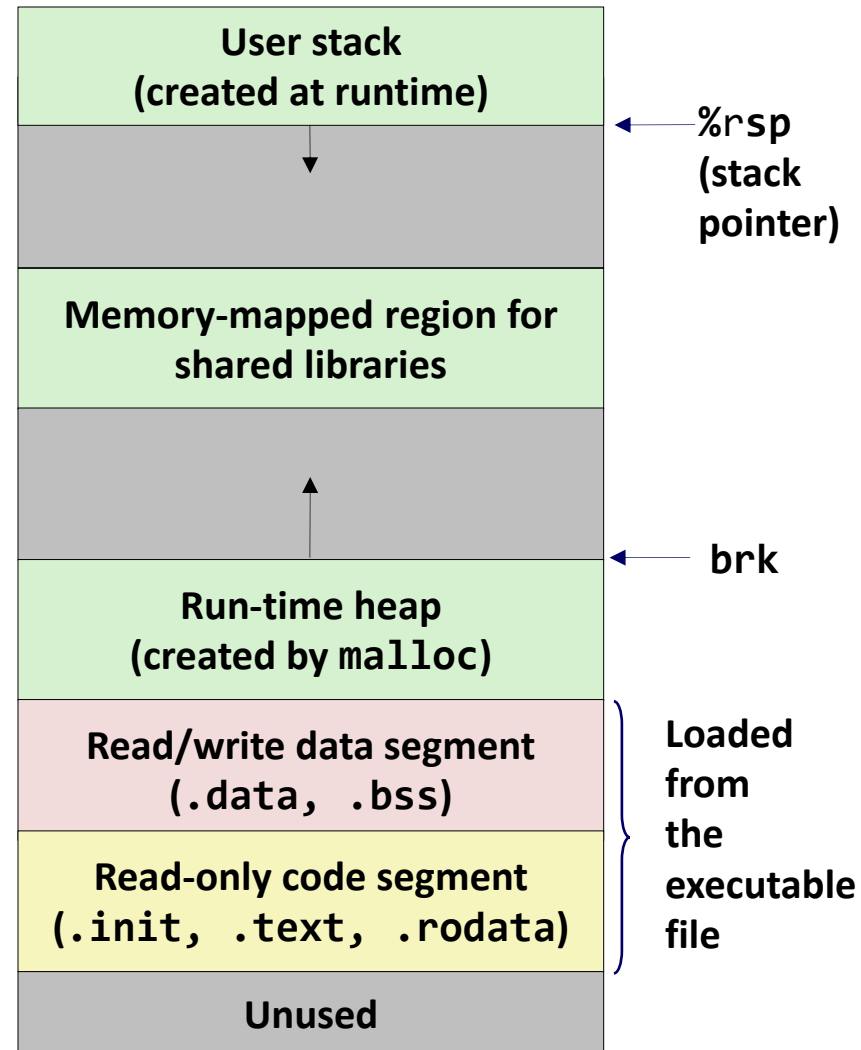 User stack
(created at runtime)
%rsp
(stack
pointer)
Memory-mapped region for
shared libraries
brk
Run-time heap
(created by malloc)
Read/write data segment
(.data, .bss)
Read-only code segment
(.init, .text, .rodata)
Loaded
from
the
executable
file
Unused